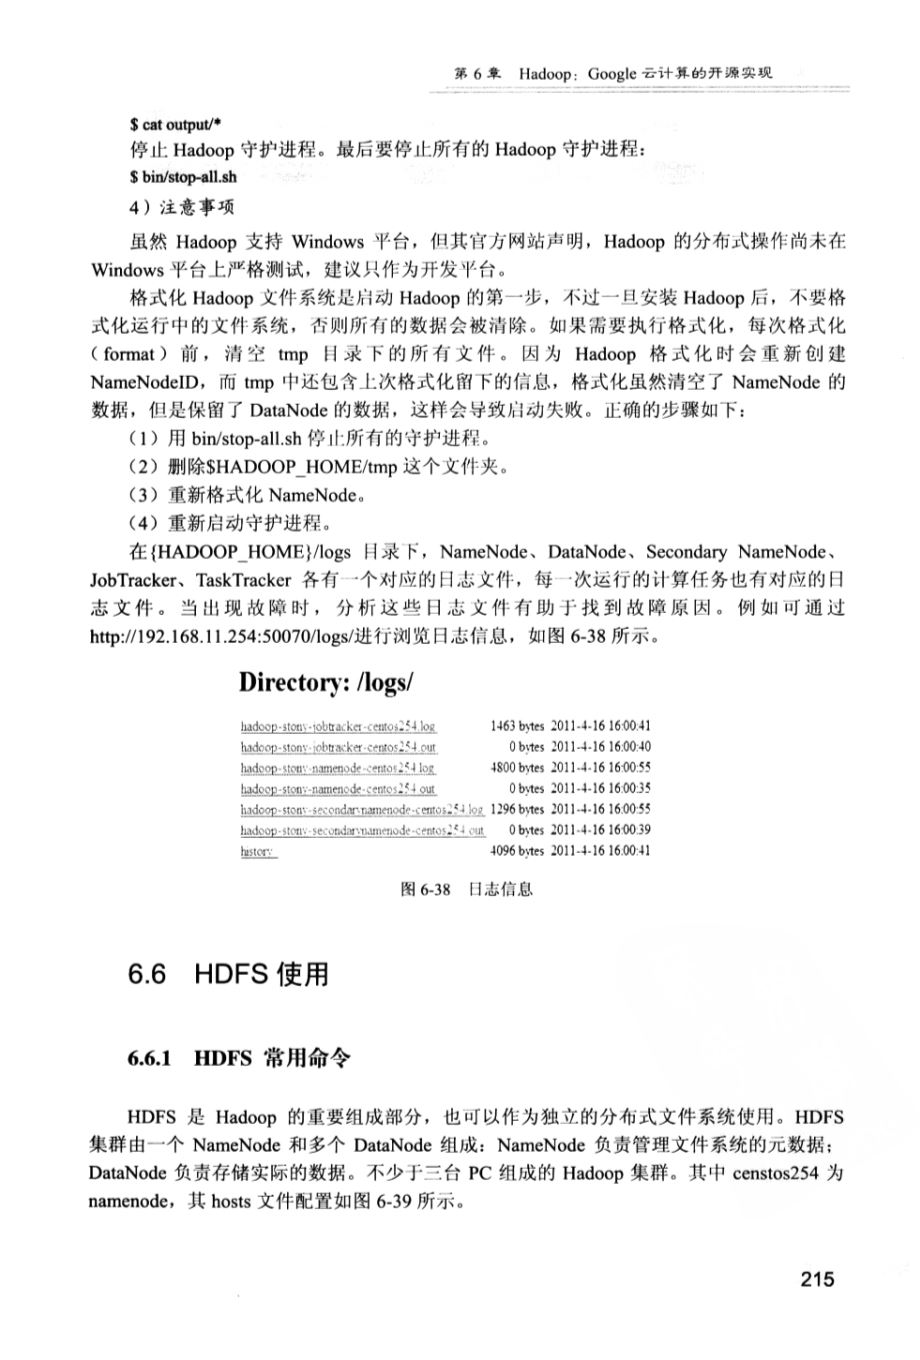 第 6 章 Hadoop：Google 云计算的开源实现
$ cat output/*
停止 Hadoop 守护进程。最后要停止所有的 Hadoop 守护进程：
$ bin/stop-all.sh
4）注意事项
虽然 Hadoop 支持 Windows 平台，但其官方网站声明，Hadoop 的分布式操作尚未在
Windows 平台上严格测试，建议只作为开发平台。
格式化 Hadoop 文件系统是启动 Hadoop 的第一步，不过一旦安装 Hadoop 后，不要格
式化运行中的文件系统，否则所有的数据会被清除。如果需要执行格式化，每次格式化
（format）前，清空 tmp 目录下的所有文件。因为 Hadoop 格式化时会重新创建
NameNodeID，而 tmp 中还包含上次格式化留下的信息，格式化虽然清空了 NameNode 的
数据，但是保留了 DataNode 的数据，这样会导致启动失败。正确的步骤如下：
（1）用 bin/stop-all.sh 停止所有的守护进程。
（2）删除$HADOOP_HOME/tmp 这个文件夹。
（3）重新格式化 NameNode。
（4）重新启动守护进程。
在{HADOOP_HOME}/logs 目录下，NameNode、DataNode、Secondary NameNode、
JobTracker、TaskTracker 各有一个对应的日志文件，每一次运行的计算任务也有对应的日
志文件。当出现故障时，分析这些日志文件有助于找到故障原因。例如可通过
http://192.168.11.254:50070/logs/进行浏览日志信息，如图 6-38 所示。
Directory: /logs/
hadoop-stony-jobtracker-centos254.log 1463 bytes 2011-4-16 16:00:41
hadoop-stony-jobtracker-centos254.out 0 bytes 2011-4-16 16:00:40
hadoop-stony-namenode-centos254.log 4800 bytes 2011-4-16 16:00:55
hadoop-stony-namenode-centos254.out 0 bytes 2011-4-16 16:00:35
hadoop-stony-secondarynamenode-centos254.log 1296 bytes 2011-4-16 16:00:55
hadoop-stony-secondarynamenode-centos254.out 0 bytes 2011-4-16 16:00:39
history 4096 bytes 2011-4-16 16:00:41
图 6-38 日志信息
6.6 HDFS 使用
6.6.1 HDFS 常用命令
HDFS 是 Hadoop 的重要组成部分，也可以作为独立的分布式文件系统使用。HDFS
集群由一个 NameNode 和多个 DataNode 组成：NameNode 负责管理文件系统的元数据；
DataNode 负责存储实际的数据。不少于三台 PC 组成的 Hadoop 集群。其中 censtos254 为
namenode，其 hosts 文件配置如图 6-39 所示。
215